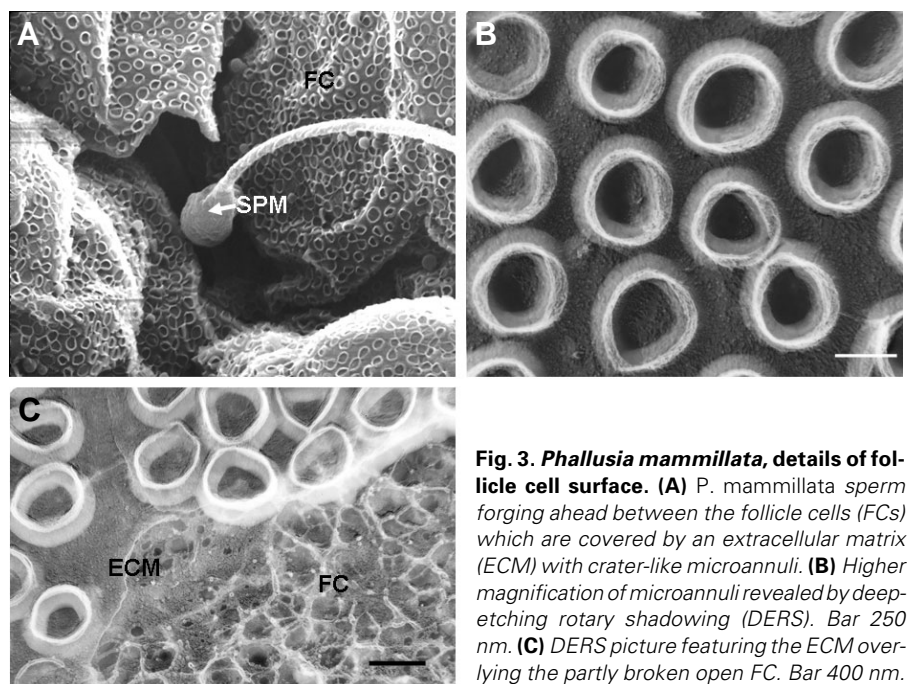 A
FC
SPM
B
C
ECM
FC
Fig. 3. Phallusia mammillata, details of fol-
licle cell surface. (A) P. mammillata sperm
forging ahead between the follicle cells (FCs)
which are covered by an extracellular matrix
(ECM) with crater-like microannuli. (B) Higher
magnification of microannuli revealed by deep-
etching rotary shadowing (DERS). Bar 250
nm. (C) DERS picture featuring the ECM over-
lying the partly broken open FC. Bar 400 nm.